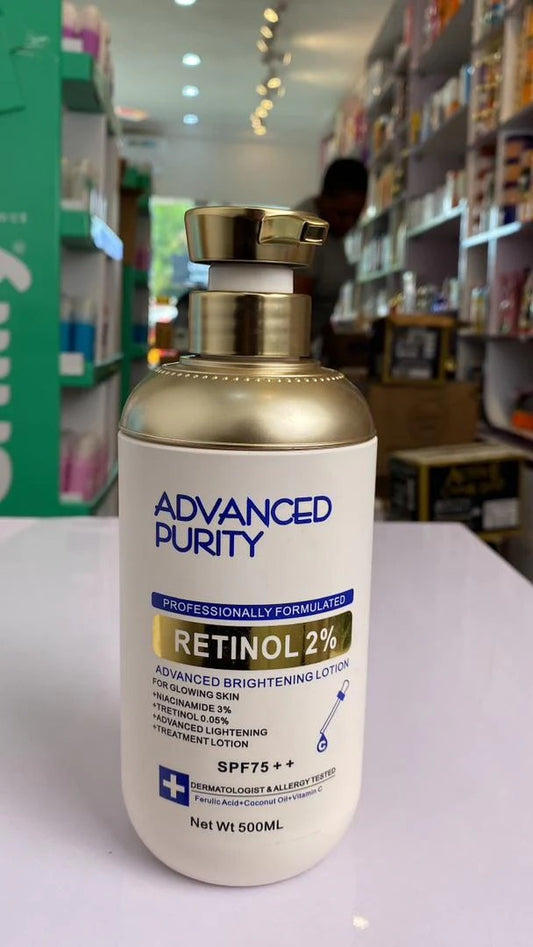 ADVANCED
PURITY
PROFESSIONALLY FORMULATED
RETINOL 2%
ADVANCED BRIGHTENING LOTION
FOR GLOWING SKIN
+NIACINAMIDE 3%
+TRETINOL 0.05%
+ADVANCED LIGHTENING
+TREATMENT LOTION
C
SPF75++
DERMATOLOGIST & ALLERGY TESTED
Ferulic Acid+Coconut Oil+Vitamin C
Net Wt 500ML